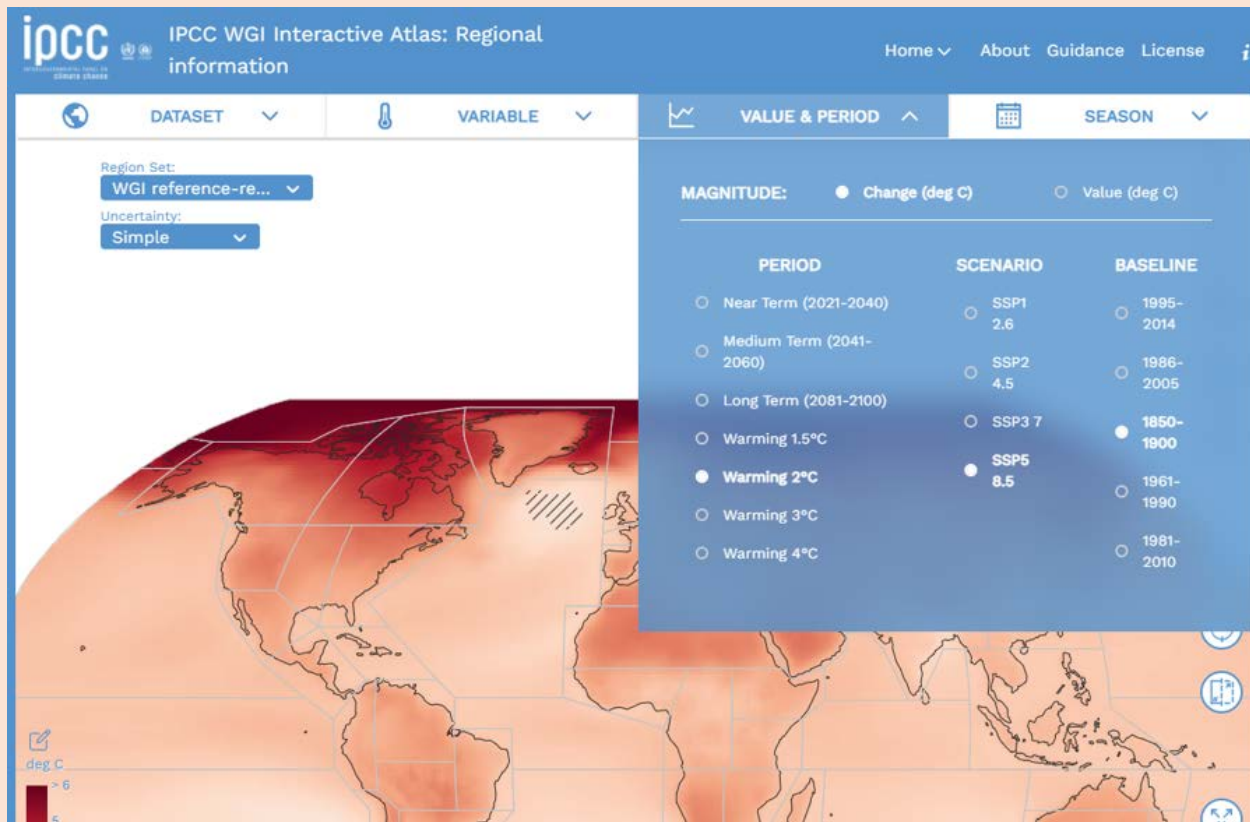 ipcc
climate change
IPCC WGI Interactive Atlas: Regional
information
Home
About
Guidance
License
i
DATASET
VARIABLE
VALUE & PERIOD
SEASON
Region Set:
WGI reference-re...
Uncertainty:
Simple
MAGNITUDE:
Change (deg C)
Value (deg C)
PERIOD
Near Term (2021-2040)
Medium Term (2041-
2060)
Long Term (2081-2100)
Warming 1.5°C
Warming 2°C
Warming 3°C
Warming 4°C
SCENARIO
SSP1
2.6
SSP2
4.5
SSP3 7
SSP5
8.5
BASELINE
1995-
2014
1986-
2005
1850-
1900
1961-
1990
1981-
2010
deg C
> 6
5